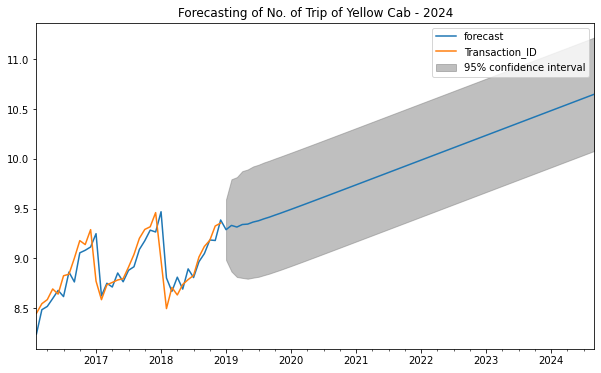 Forecasting of No. of Trip of Yellow Cab - 2024
forecast
Transaction_ID
95% confidence interval
11.0
10.5
10.0
9.5
9.0
8.5
2017 2018 2019 2020 2021 2022 2023 2024